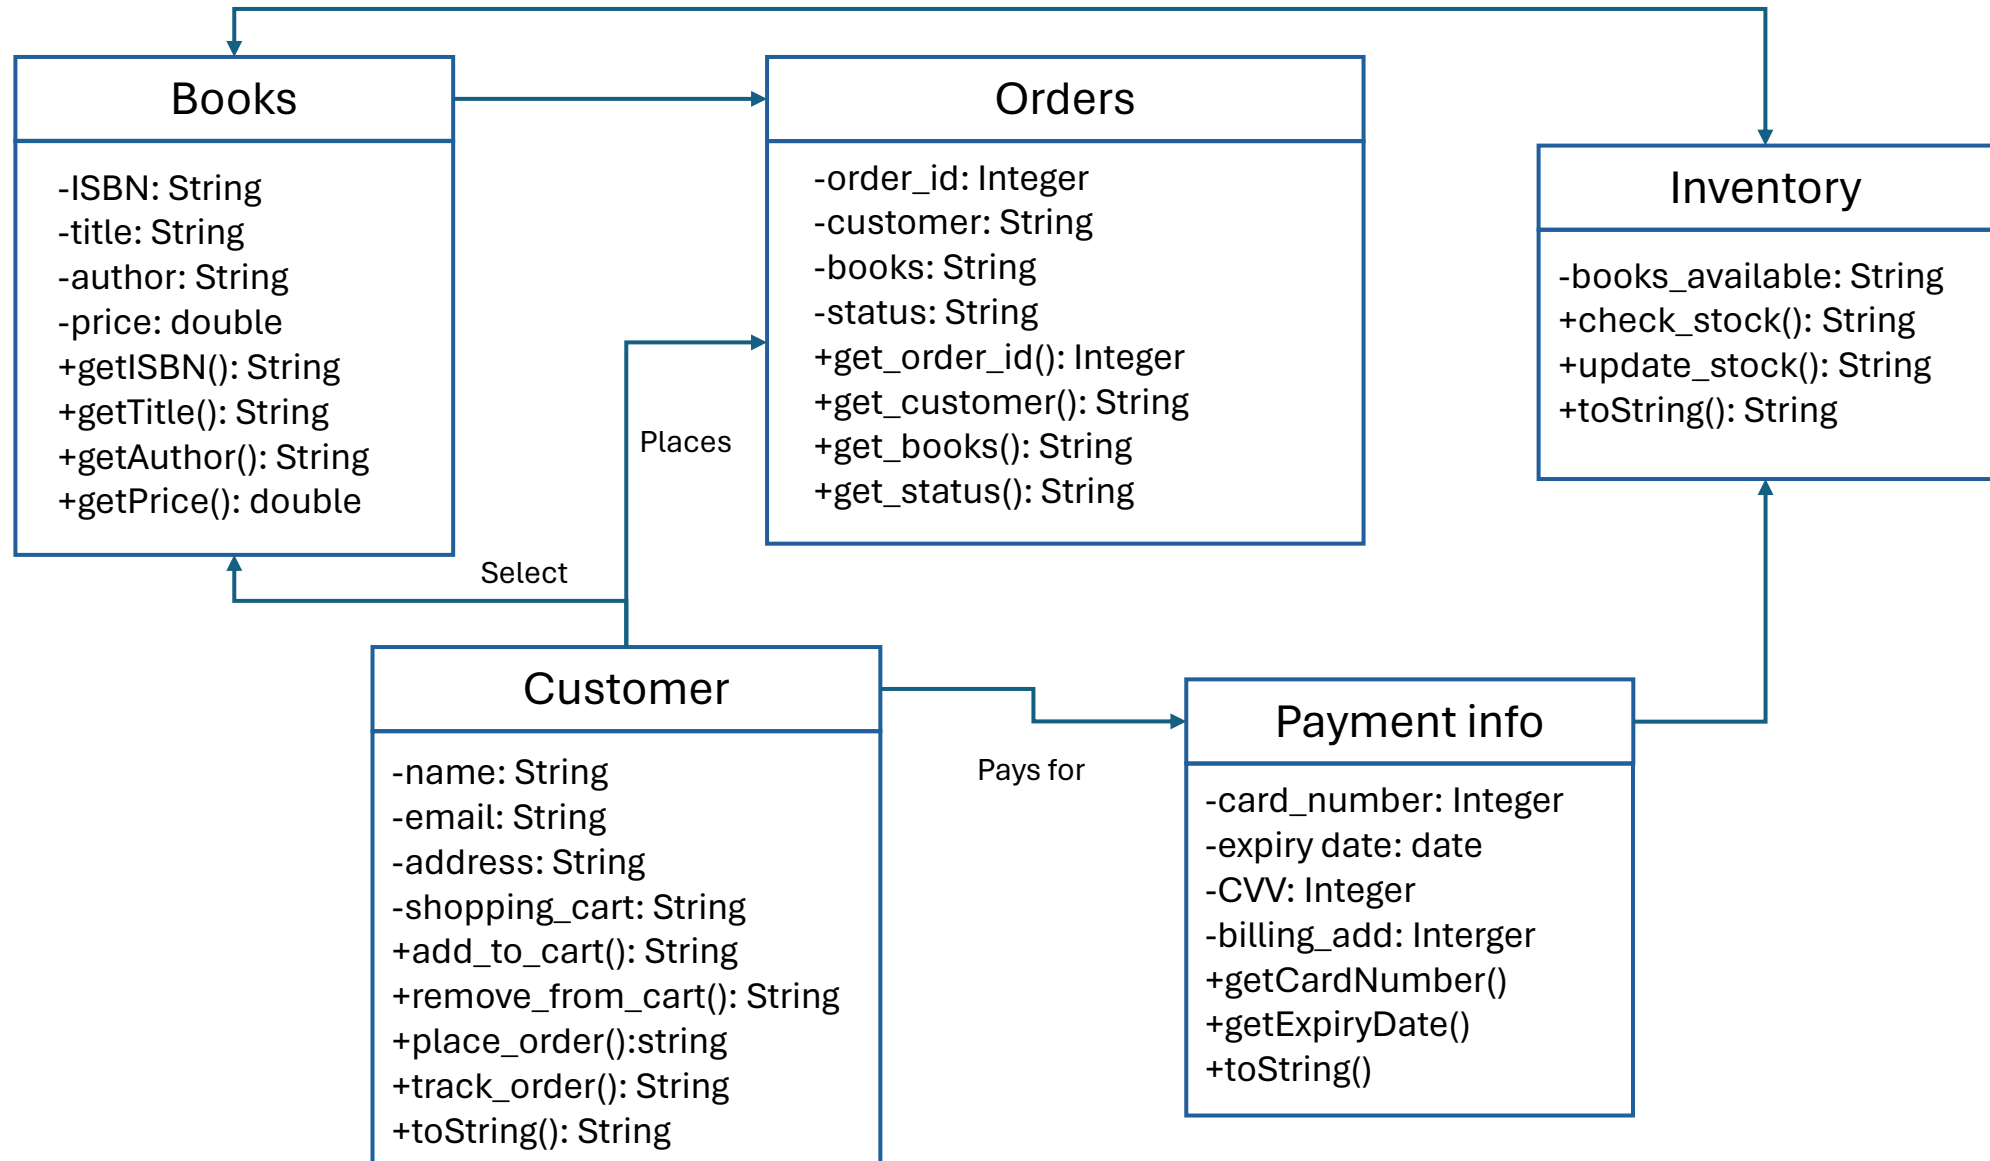 Books
-ISBN: String
-title: String
-author: String
-price: double
+getISBN(): String
+getTitle(): String
+getAuthor(): String
+getPrice(): double
Orders
-order_id: Integer
-customer: String
-books: String
-status: String
+get_order_id(): Integer
+get_customer(): String
+get_books(): String
+get_status(): String
Inventory
-books_available: String
+check_stock(): String
+update_stock(): String
+toString(): String
Places
Select
Customer
-name: String
-email: String
-address: String
-shopping_cart: String
+add_to_cart(): String
+remove_from_cart(): String
+place_order():string
+track_order(): String
+toString(): String
Pays for
Payment info
-card_number: Integer
-expiry date: date
-CVV: Integer
-billing_add: Interger
+getCardNumber()
+getExpiryDate()
+toString()